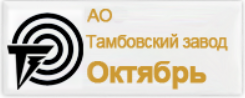 АО
Тамбовский завод
Октябрь